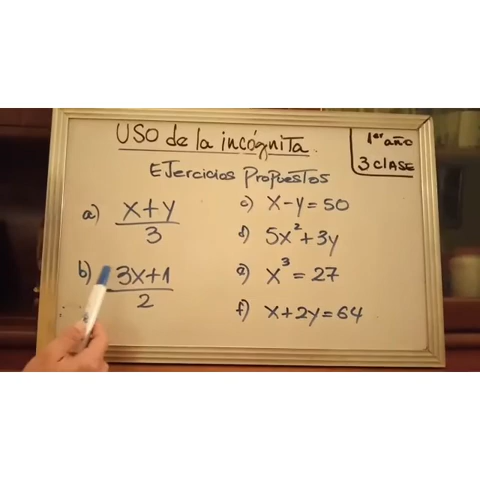 USO de la incógnita.
1er año
3 CLASE
EJercicios Propuestos
a) x+y/3
b) 3x+1/2
c) x-y=50
d) 5x²+3y
e) x³=27
f) x+2y=64